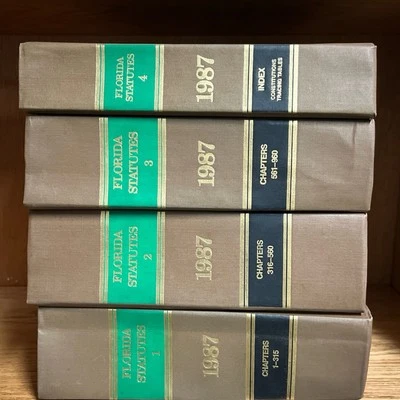 FLORIDA
STATUTES
4
1987
INDEX
CONSTITUTIONS
TRACING TABLES
FLORIDA
STATUTES
3
1987
CHAPTERS
561-960
FLORIDA
STATUTES
2
1987
CHAPTERS
316-560
FLORIDA
STATUTES
1
1987
CHAPTERS
1-315